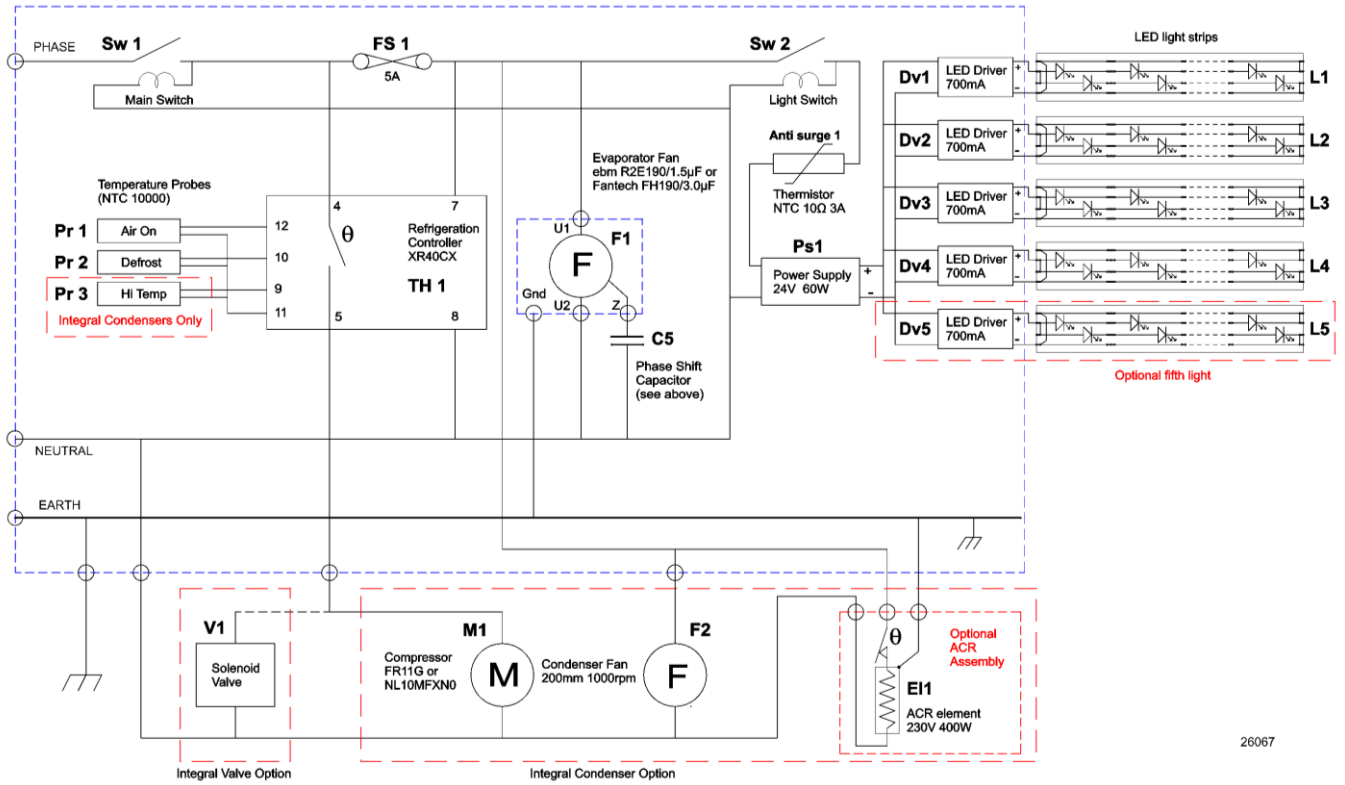 PHASE
Sw 1
Main Switch
FS 1
5A
Sw 2
Light Switch
LED light strips
Dv1
LED Driver
700mA
+
-
L1
Dv2
LED Driver
700mA
+
-
L2
Dv3
LED Driver
700mA
+
-
L3
Dv4
LED Driver
700mA
+
-
L4
Dv5
LED Driver
700mA
+
-
L5
Optional fifth light
Anti surge 1
Thermistor
NTC 10Ω 3A
Ps1
Power Supply
24V 60W
+
-
Evaporator Fan
ebm R2E190/1.5µF or
Fantech FH190/3.0µF
U1
F1
F
Gnd
U2
Z
C5
Phase Shift
Capacitor
(see above)
Temperature Probes
(NTC 10000)
Pr 1
Air On
Pr 2
Defrost
Pr 3
Hi Temp
Integral Condensers Only
12
10
9
11
4
7
θ
Refrigeration
Controller
XR40CX
TH 1
5
8
NEUTRAL
EARTH
V1
Solenoid
Valve
Integral Valve Option
M1
Compressor
FR11G or
NL10MFXN0
M
Condenser Fan
200mm 1000rpm
F2
F
θ
Optional
ACR
Assembly
El1
ACR element
230V 400W
Integral Condenser Option
26067